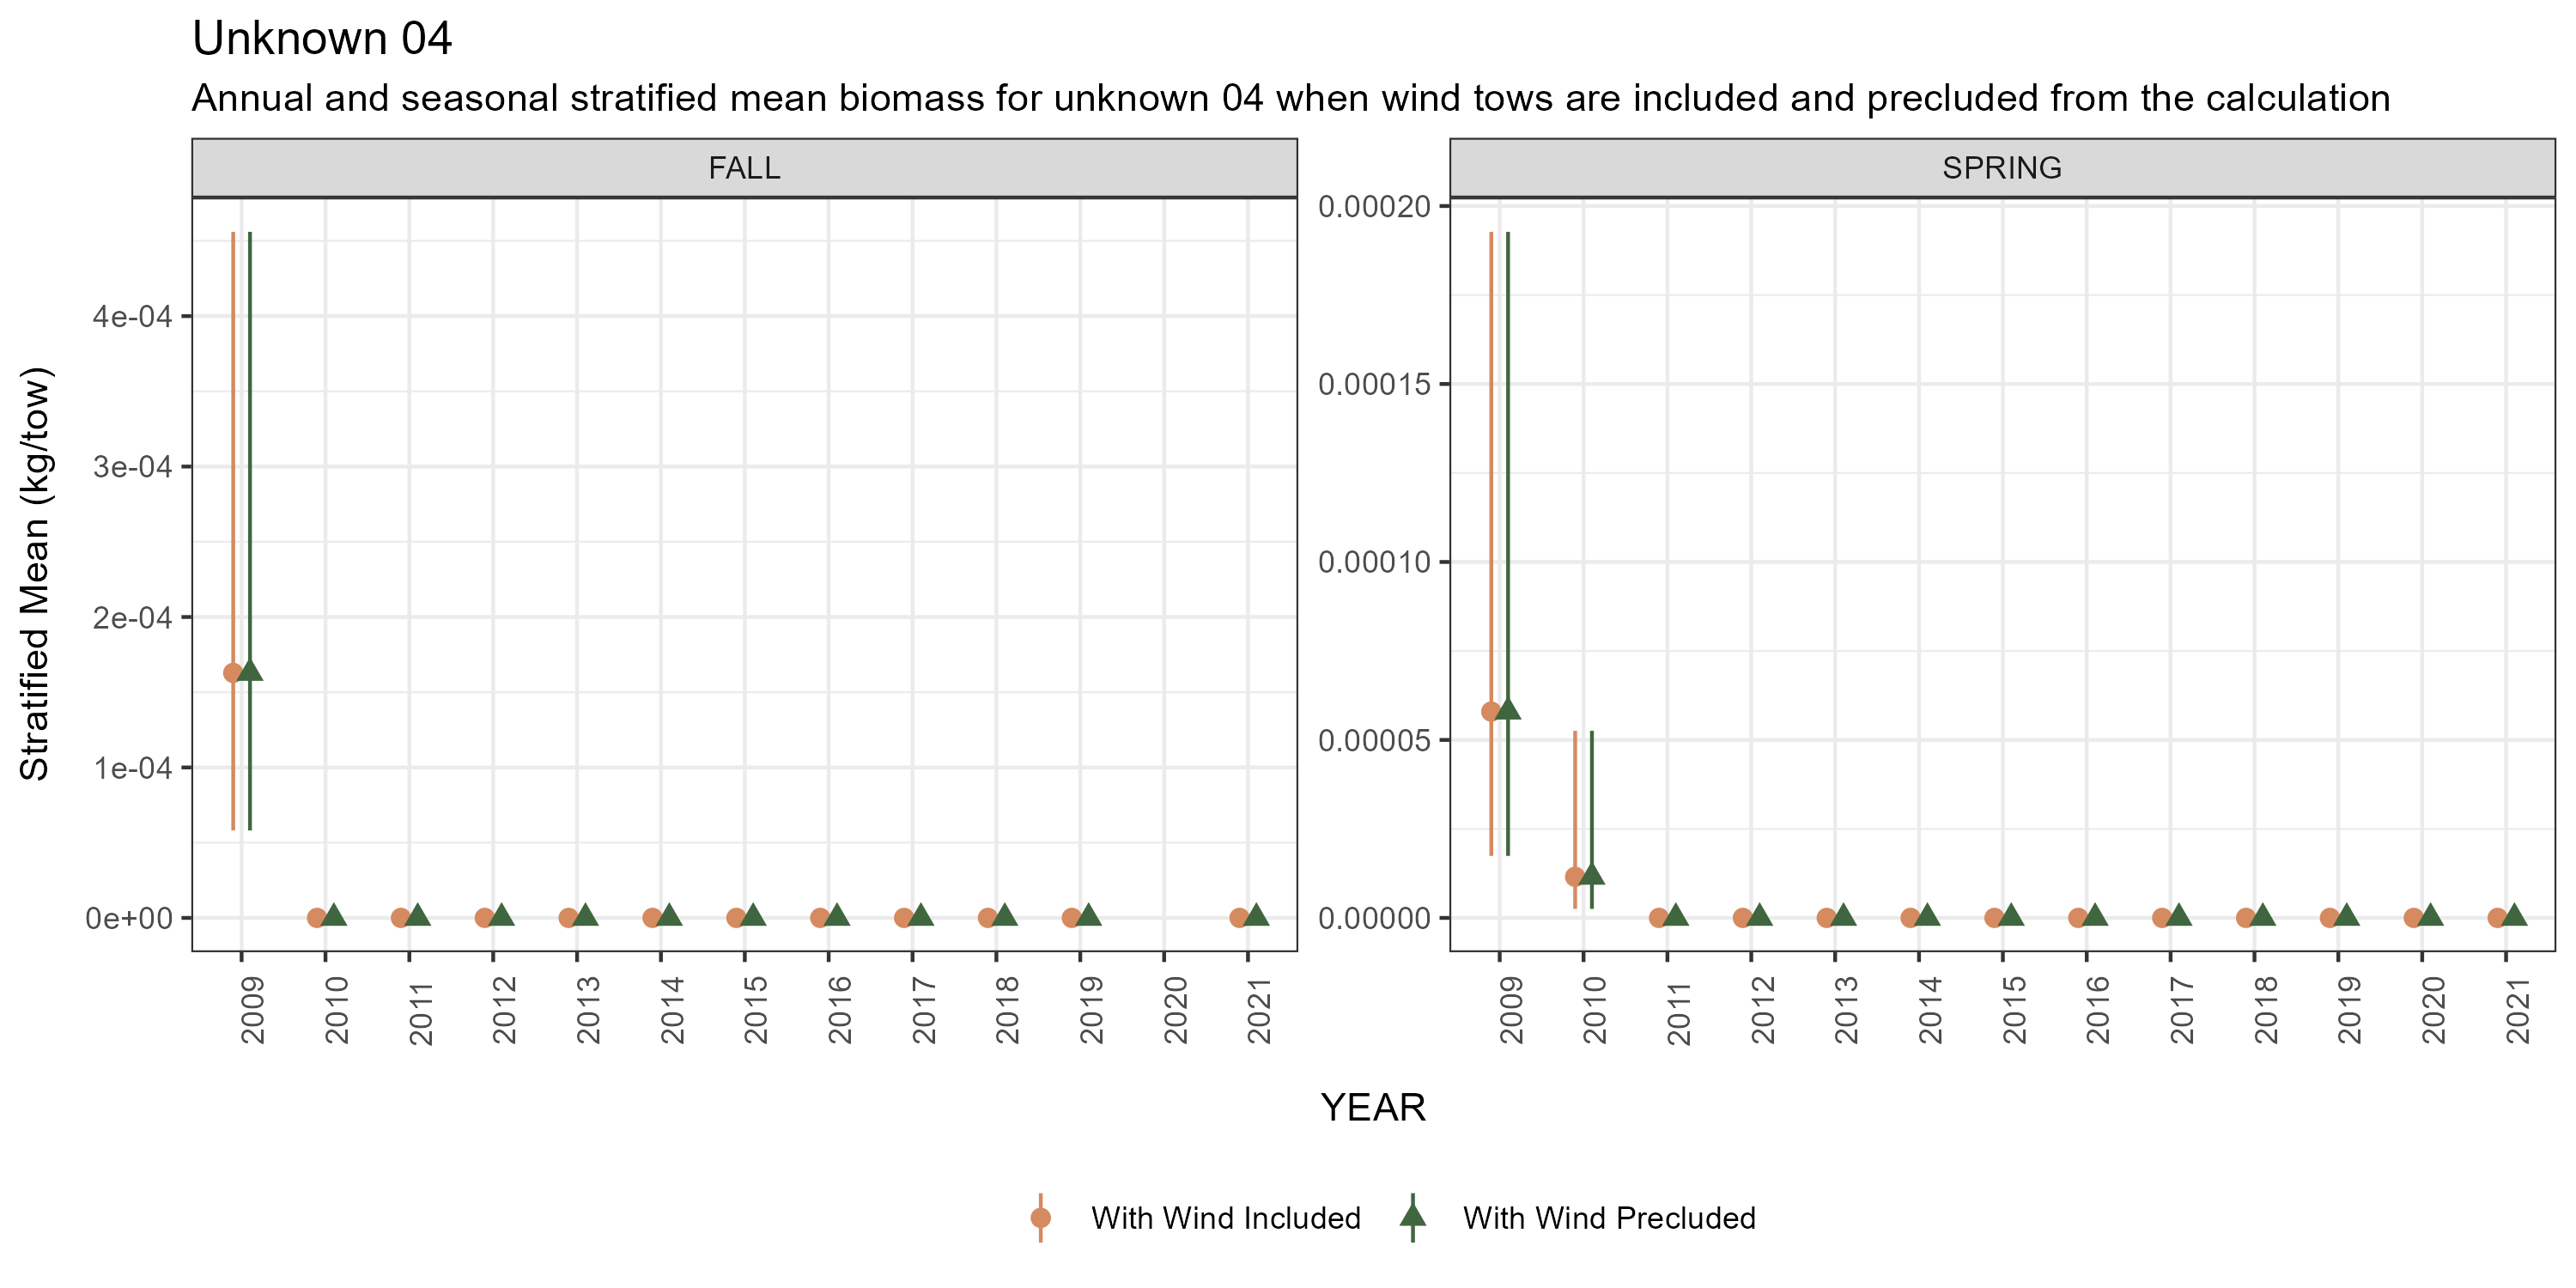 Unknown 04
Annual and seasonal stratified mean biomass for unknown 04 when wind tows are included and precluded from the calculation
FALL
SPRING
Stratified Mean (kg/tow)
4e-04
3e-04
2e-04
1e-04
0e+00
0.00020
0.00015
0.00010
0.00005
0.00000
2009 2010 2011 2012 2013 2014 2015 2016 2017 2018 2019 2020 2021
2009 2010 2011 2012 2013 2014 2015 2016 2017 2018 2019 2020 2021
YEAR
With Wind Included
With Wind Precluded